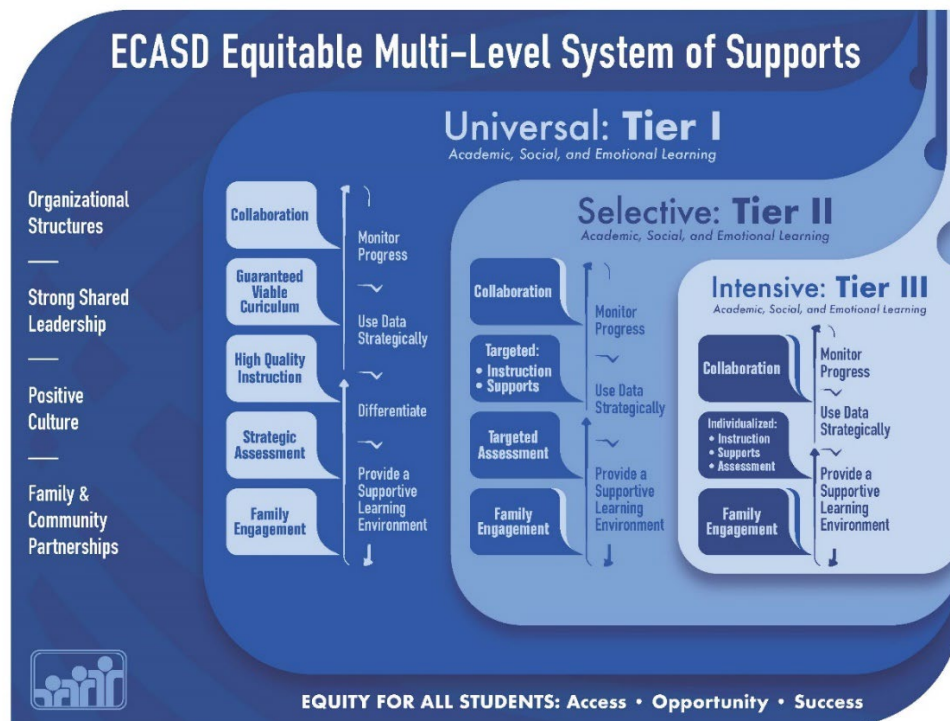 ECASD Equitable Multi-Level System of Supports
Organizational
Structures
Strong Shared
Leadership
Positive
Culture
Family &
Community
Partnerships
Universal: Tier I
Academic, Social, and Emotional Learning
Collaboration
Guaranteed
Viable
Curiculum
High Quality
Instruction
Strategic
Assessment
Family
Engagement
Monitor
Progress
Use Data
Strategically
Differentiate
Provide a
Supportive
Learning
Environment
Selective: Tier II
Academic, Social, and Emotional Learning
Collaboration
Targeted:
• Instruction
• Supports
Targeted
Assessment
Family
Engagement
Monitor
Progress
Use Data
Strategically
Provide a
Supportive
Learning
Environment
Intensive: Tier III
Academic, Social, and Emotional Learning
Collaboration
Individualized:
• Instruction
• Supports
• Assessment
Family
Engagement
Monitor
Progress
Use Data
Strategically
Provide a
Supportive
Learning
Environment
EQUITY FOR ALL STUDENTS: Access • Opportunity • Success